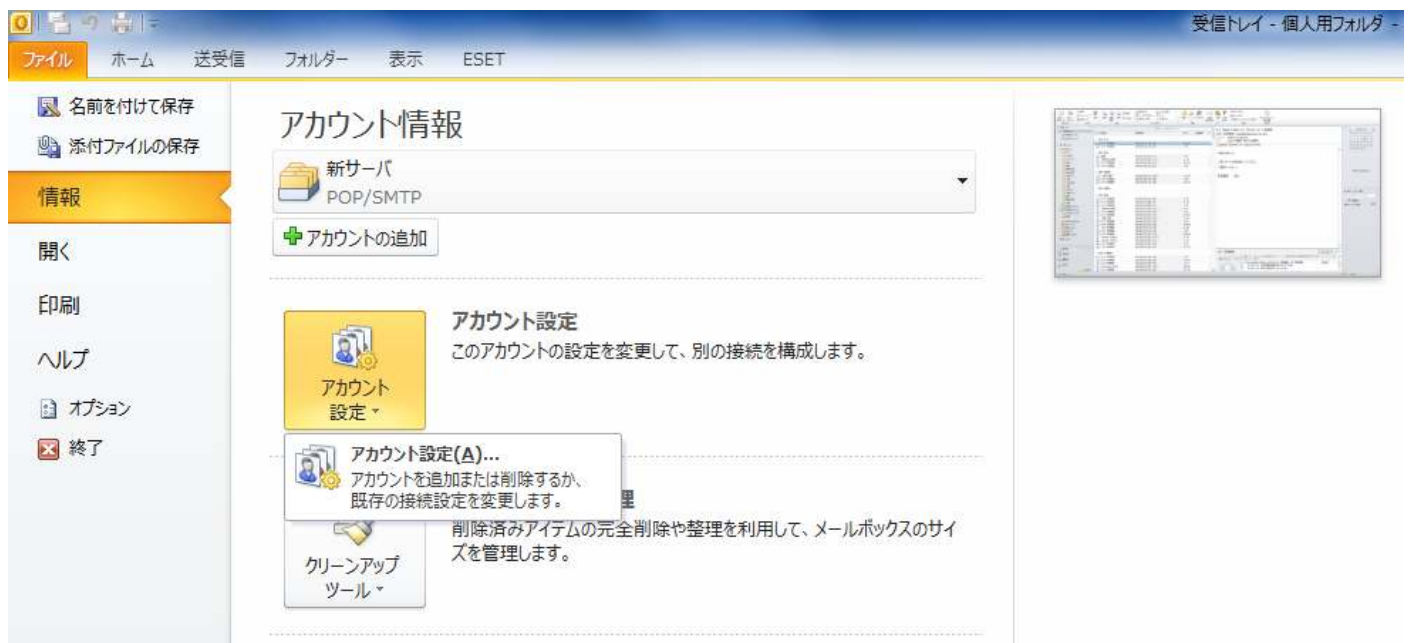 受信トレイ - 個人用フォルダ -
ファイル ホーム 送受信 フォルダー 表示 ESET
名前を付けて保存
添付ファイルの保存
情報
開く
印刷
ヘルプ
オプション
終了
アカウント情報
新サーバ
POP/SMTP
アカウントの追加
アカウント設定
このアカウントの設定を変更して、別の接続を構成します。
アカウント
設定
アカウント設定(A)...
アカウントを追加または削除するか、
既存の接続設定を変更します。
理
削除済みアイテムの完全削除や整理を利用して、メールボックスのサイ
ズを管理します。
クリーンアップ
ツール